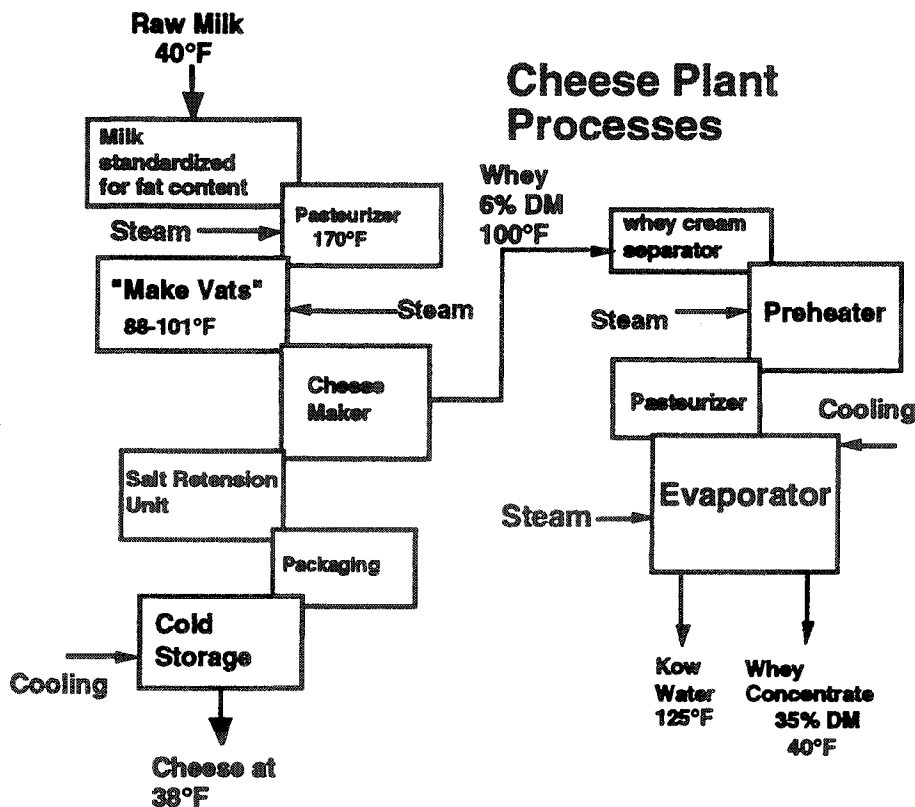 Raw Milk
40°F
Cheese Plant
Processes
Milk
standardized
for fat content
Steam
Pasteurizer
170°F
"Make Vats"
88-101°F
Steam
Cheese
Maker
Salt Retension
Unit
Packaging
Cold
Storage
Cooling
Cheese at
38°F
Whey
6% DM
100°F
whey cream
separator
Steam
Preheater
Pasteurizer
Cooling
Evaporator
Steam
Kow
Water
125°F
Whey
Concentrate
35% DM
40°F